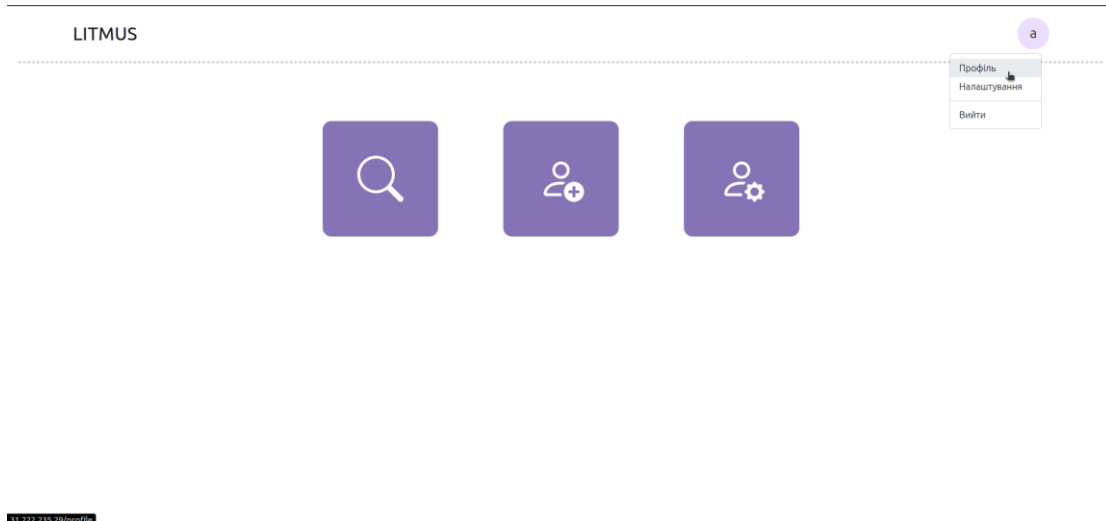 LITMUS
a
Профіль
Налаштування
Вийти
31.222.235.29/profile